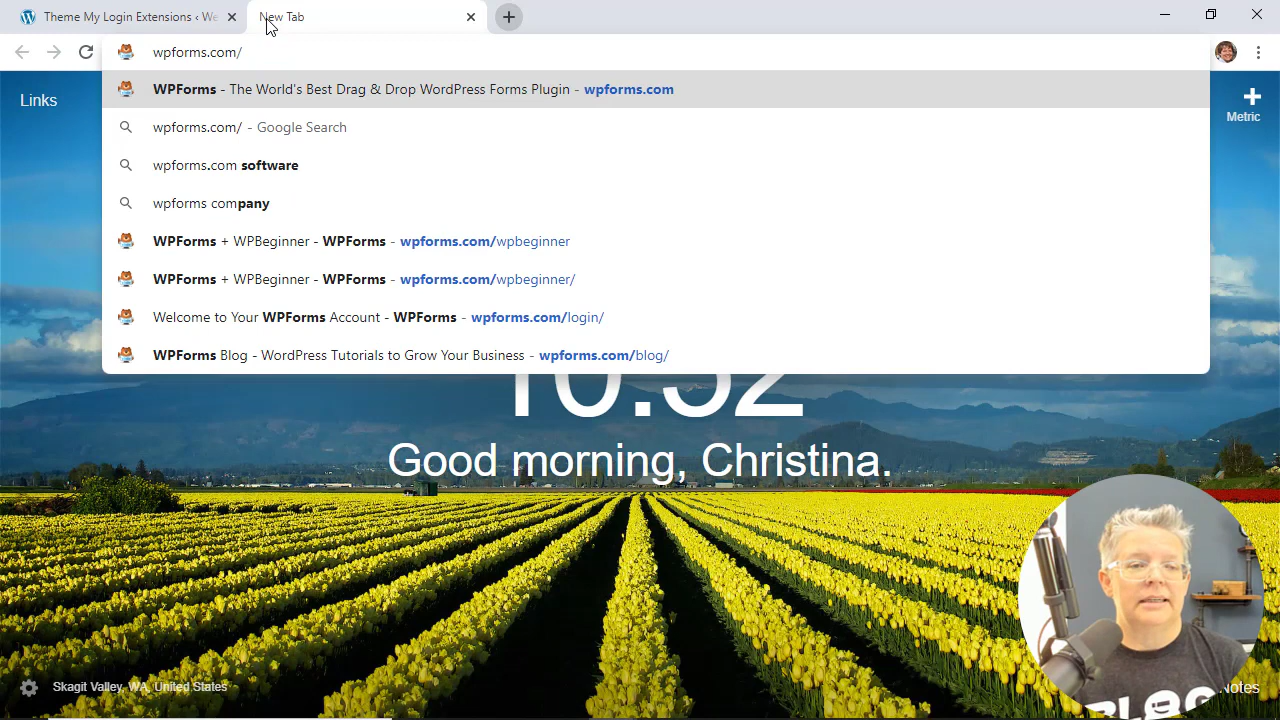 Theme My Login Extensions ‹ We
New Tab
wpforms.com/
WPForms - The World's Best Drag & Drop WordPress Forms Plugin - wpforms.com
wpforms.com/ - Google Search
wpforms.com software
wpforms company
WPForms + WPBeginner - WPForms - wpforms.com/wpbeginner
WPForms + WPBeginner - WPForms - wpforms.com/wpbeginner/
Welcome to Your WPForms Account - WPForms - wpforms.com/login/
WPForms Blog - WordPress Tutorials to Grow Your Business - wpforms.com/blog/
Links
Metric
10:52
Good morning, Christina.
Skagit Valley, WA, United States
Notes